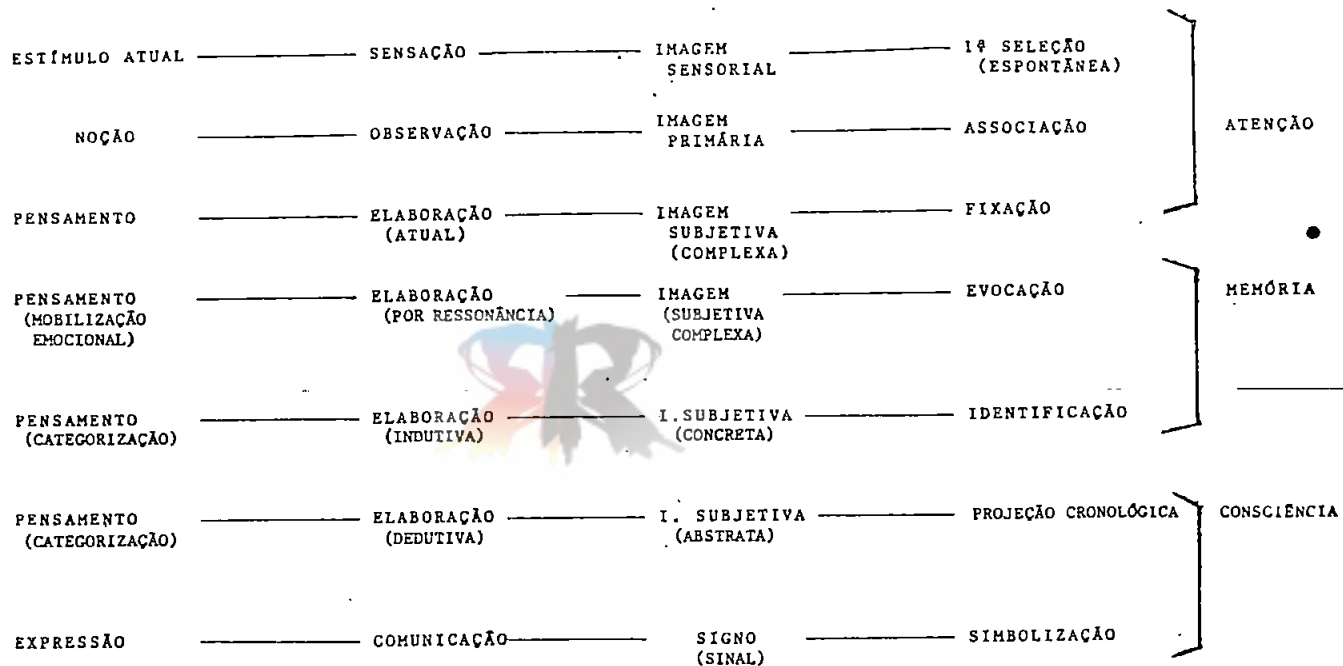 ESTÍMULO ATUAL SENSAÇÃO IMAGEM 1ª SELEÇÃO
SENSORIAL (ESPONTÂNEA)
NOÇÃO OBSERVAÇÃO IMAGEM ASSOCIAÇÃO ATENÇÃO
PRIMÁRIA
PENSAMENTO ELABORAÇÃO IMAGEM FIXAÇÃO
(ATUAL) SUBJETIVA
(COMPLEXA)
PENSAMENTO ELABORAÇÃO IMAGEM EVOCAÇÃO MEMÓRIA
(MOBILIZAÇÃO (POR RESSONÂNCIA) (SUBJETIVA
EMOCIONAL) COMPLEXA)
PENSAMENTO ELABORAÇÃO I.SUBJETIVA IDENTIFICAÇÃO
(CATEGORIZAÇÃO) (INDUTIVA) (CONCRETA)
PENSAMENTO ELABORAÇÃO I. SUBJETIVA PROJEÇÃO CRONOLÓGICA CONSCIÊNCIA
(CATEGORIZAÇÃO) (DEDUTIVA) (ABSTRATA)
EXPRESSÃO COMUNICAÇÃO SIGNO SIMBOLIZAÇÃO
(SINAL)